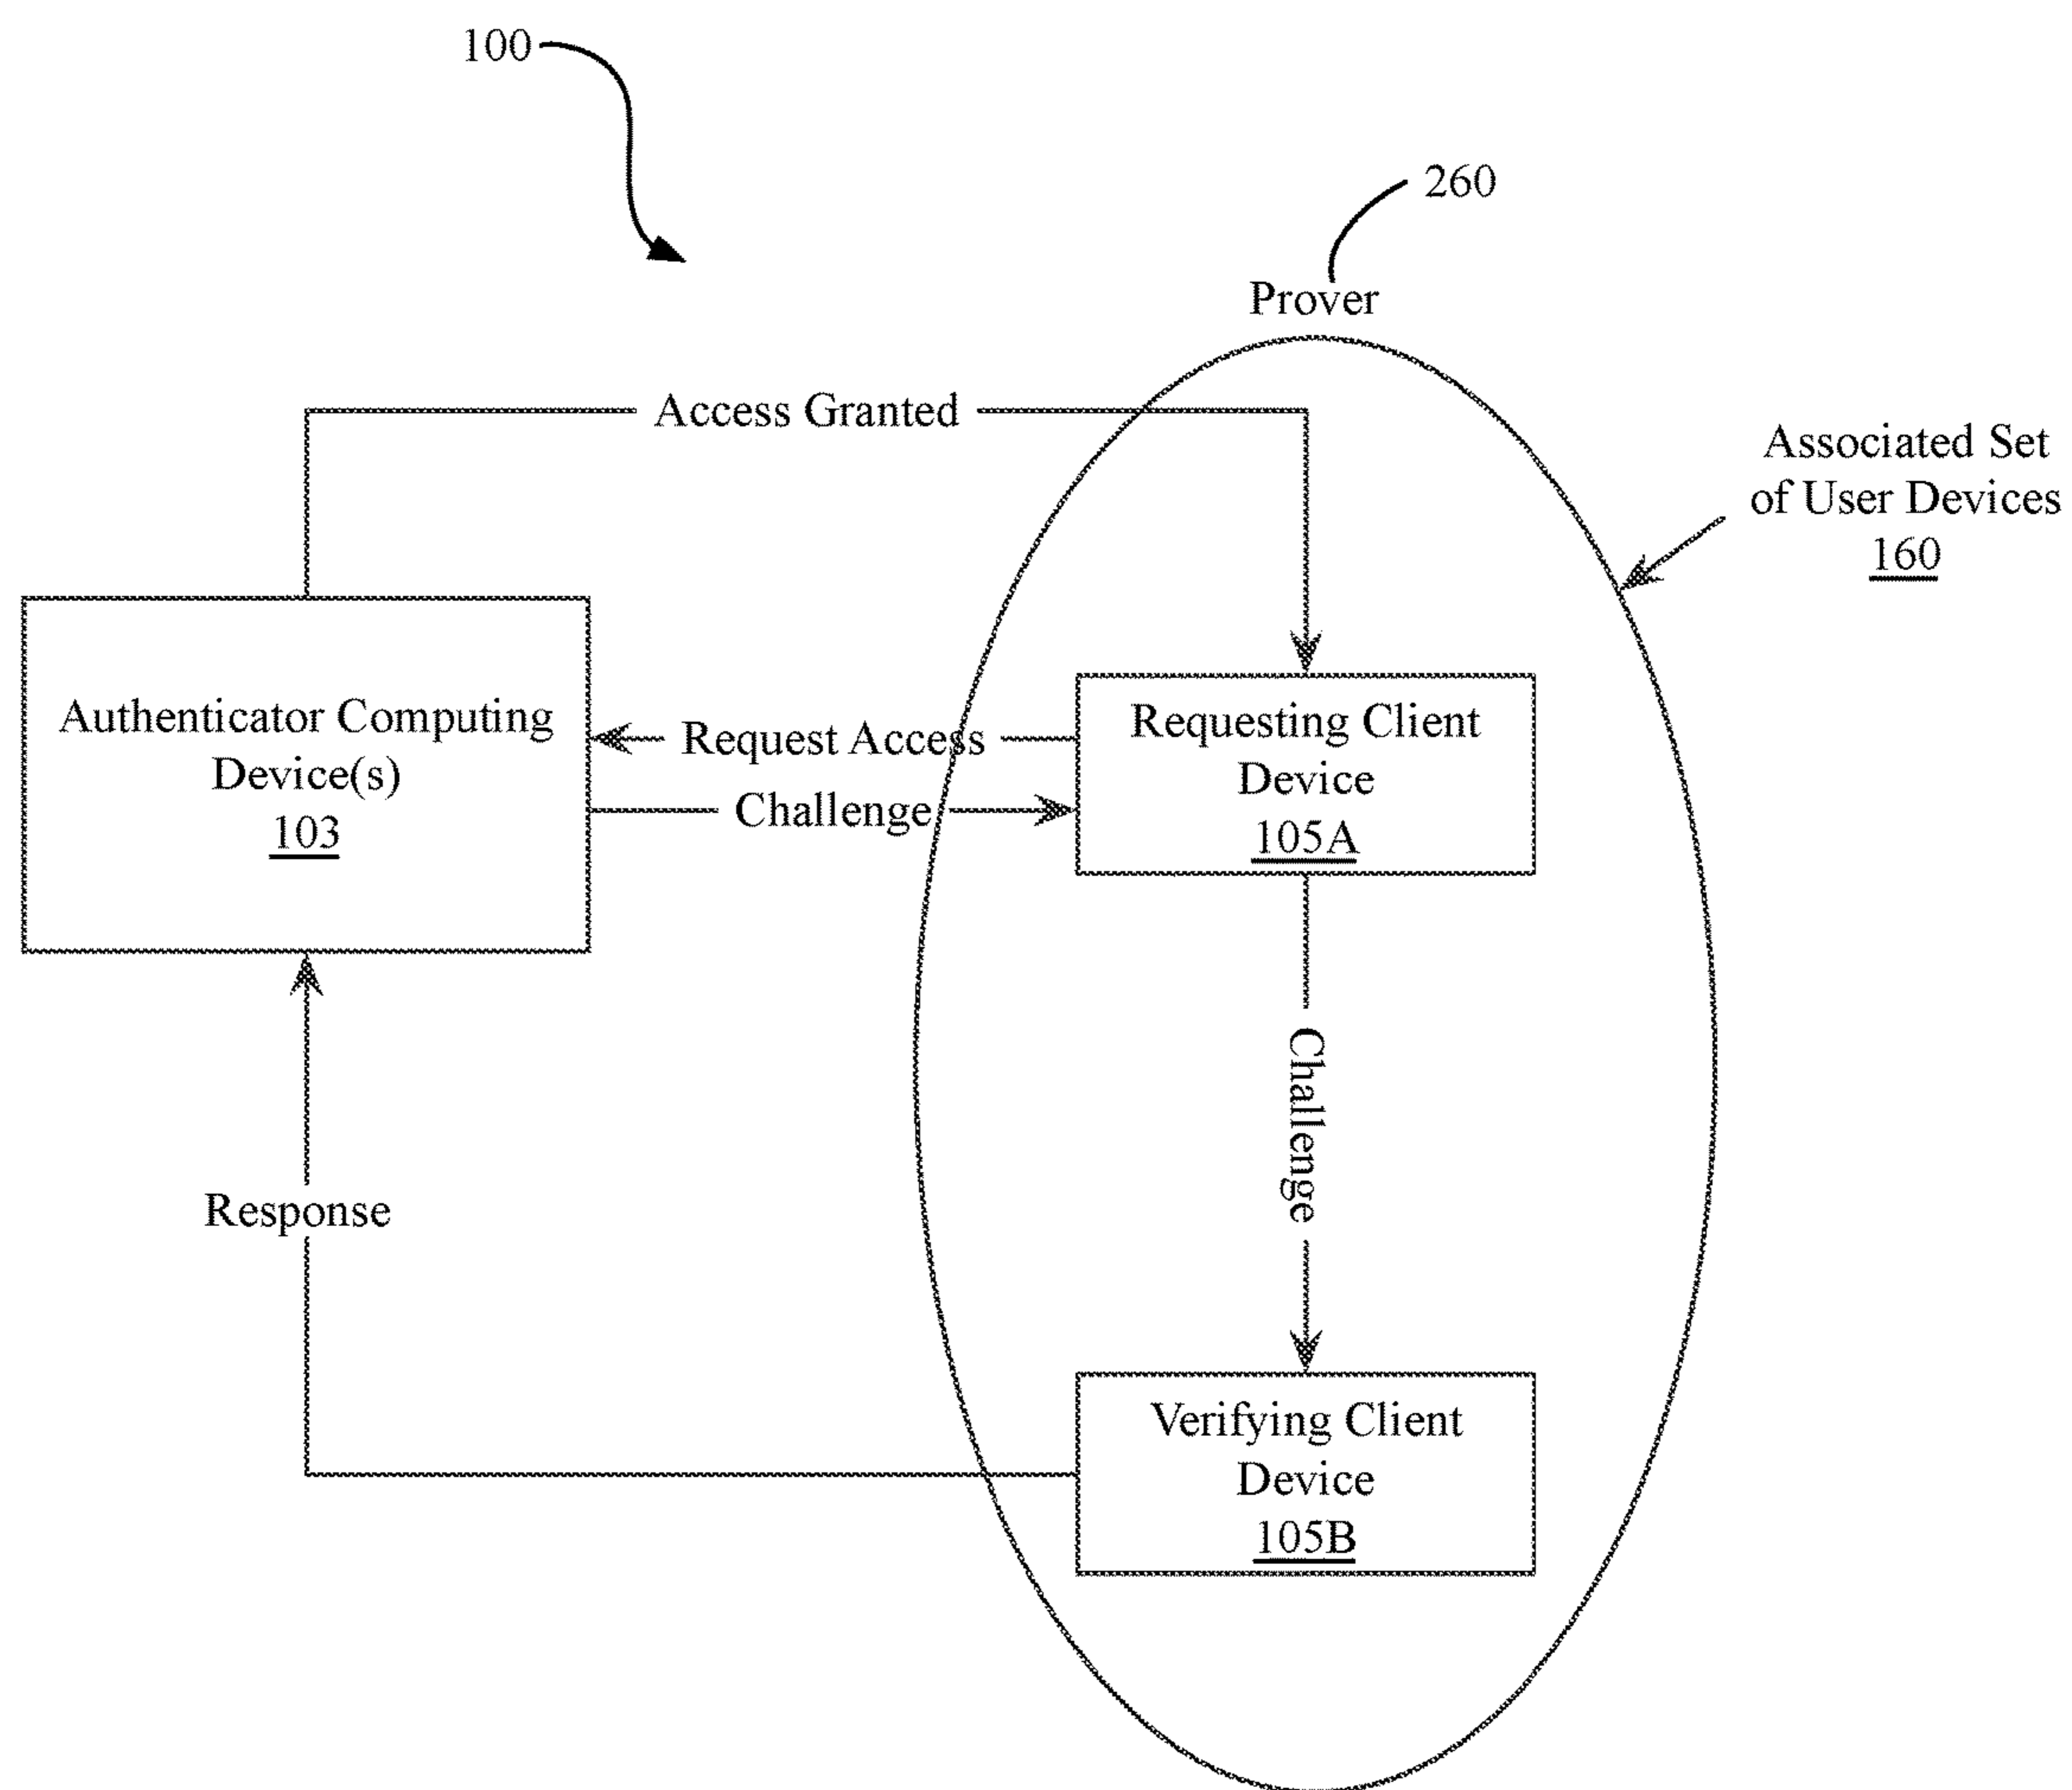 100
260
Prover
Access Granted
Associated Set
of User Devices
160
Authenticator Computing
Device(s)
103
Request Access
Challenge
Requesting Client
Device
105A
Challenge
Response
Verifying Client
Device
105B